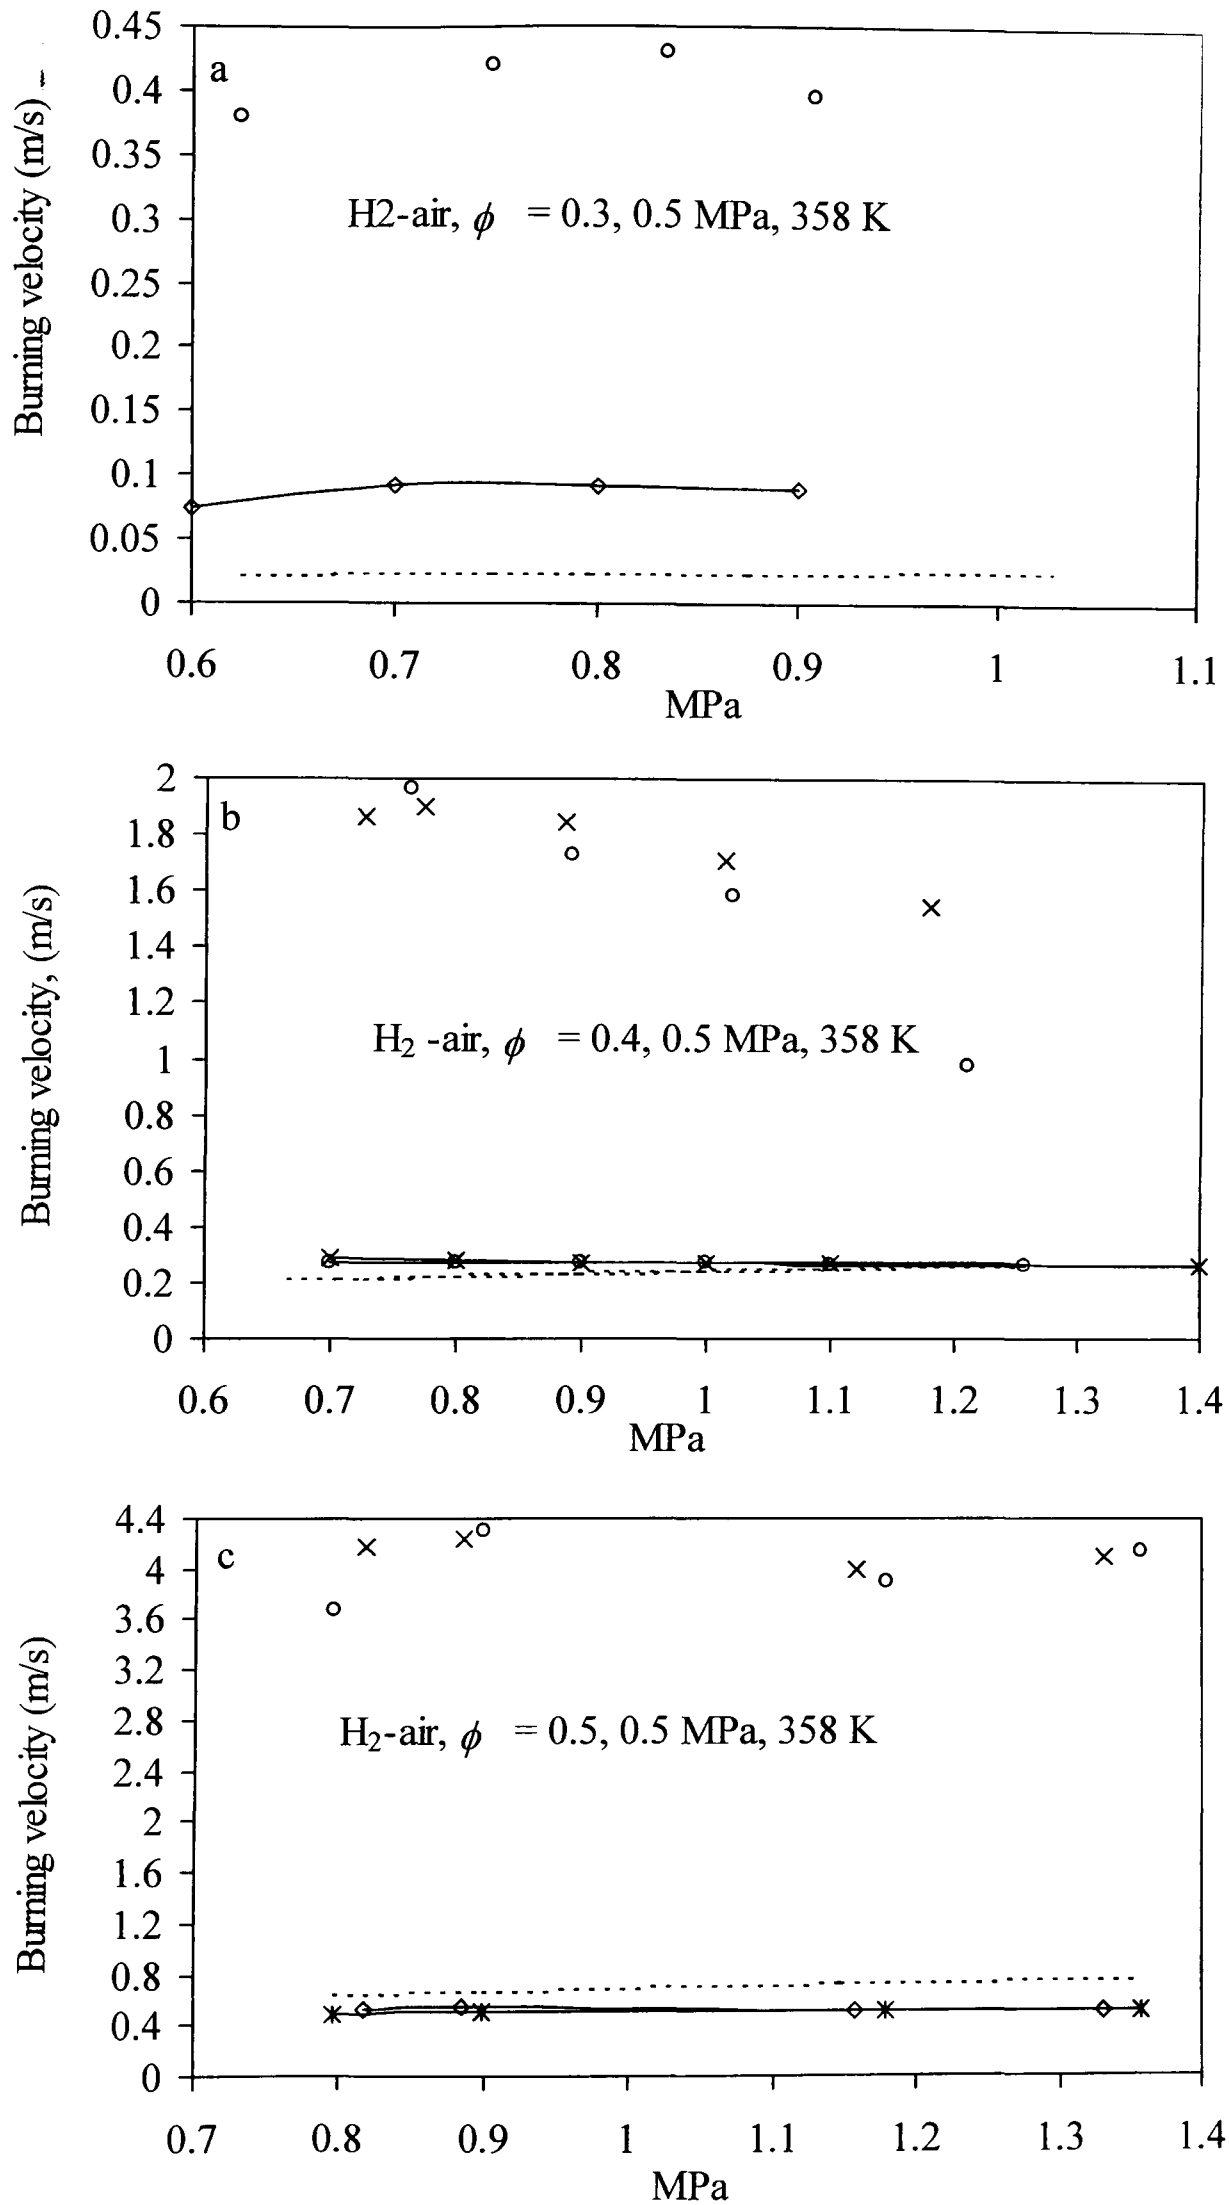 0.45
0.4
0.35
0.3
0.25
0.2
0.15
0.1
0.05
0
Burning velocity (m/s)
a
H2-air, ϕ = 0.3, 0.5 MPa, 358 K
0.6 0.7 0.8 0.9 1 1.1
MPa
2
1.8
1.6
1.4
1.2
1
0.8
0.6
0.4
0.2
0
Burning velocity, (m/s)
b
H₂ -air, ϕ = 0.4, 0.5 MPa, 358 K
0.6 0.7 0.8 0.9 1 1.1 1.2 1.3 1.4
MPa
4.4
4
3.6
3.2
2.8
2.4
2
1.6
1.2
0.8
0.4
0
Burning velocity (m/s)
c
H₂-air, ϕ = 0.5, 0.5 MPa, 358 K
0.7 0.8 0.9 1 1.1 1.2 1.3 1.4
MPa